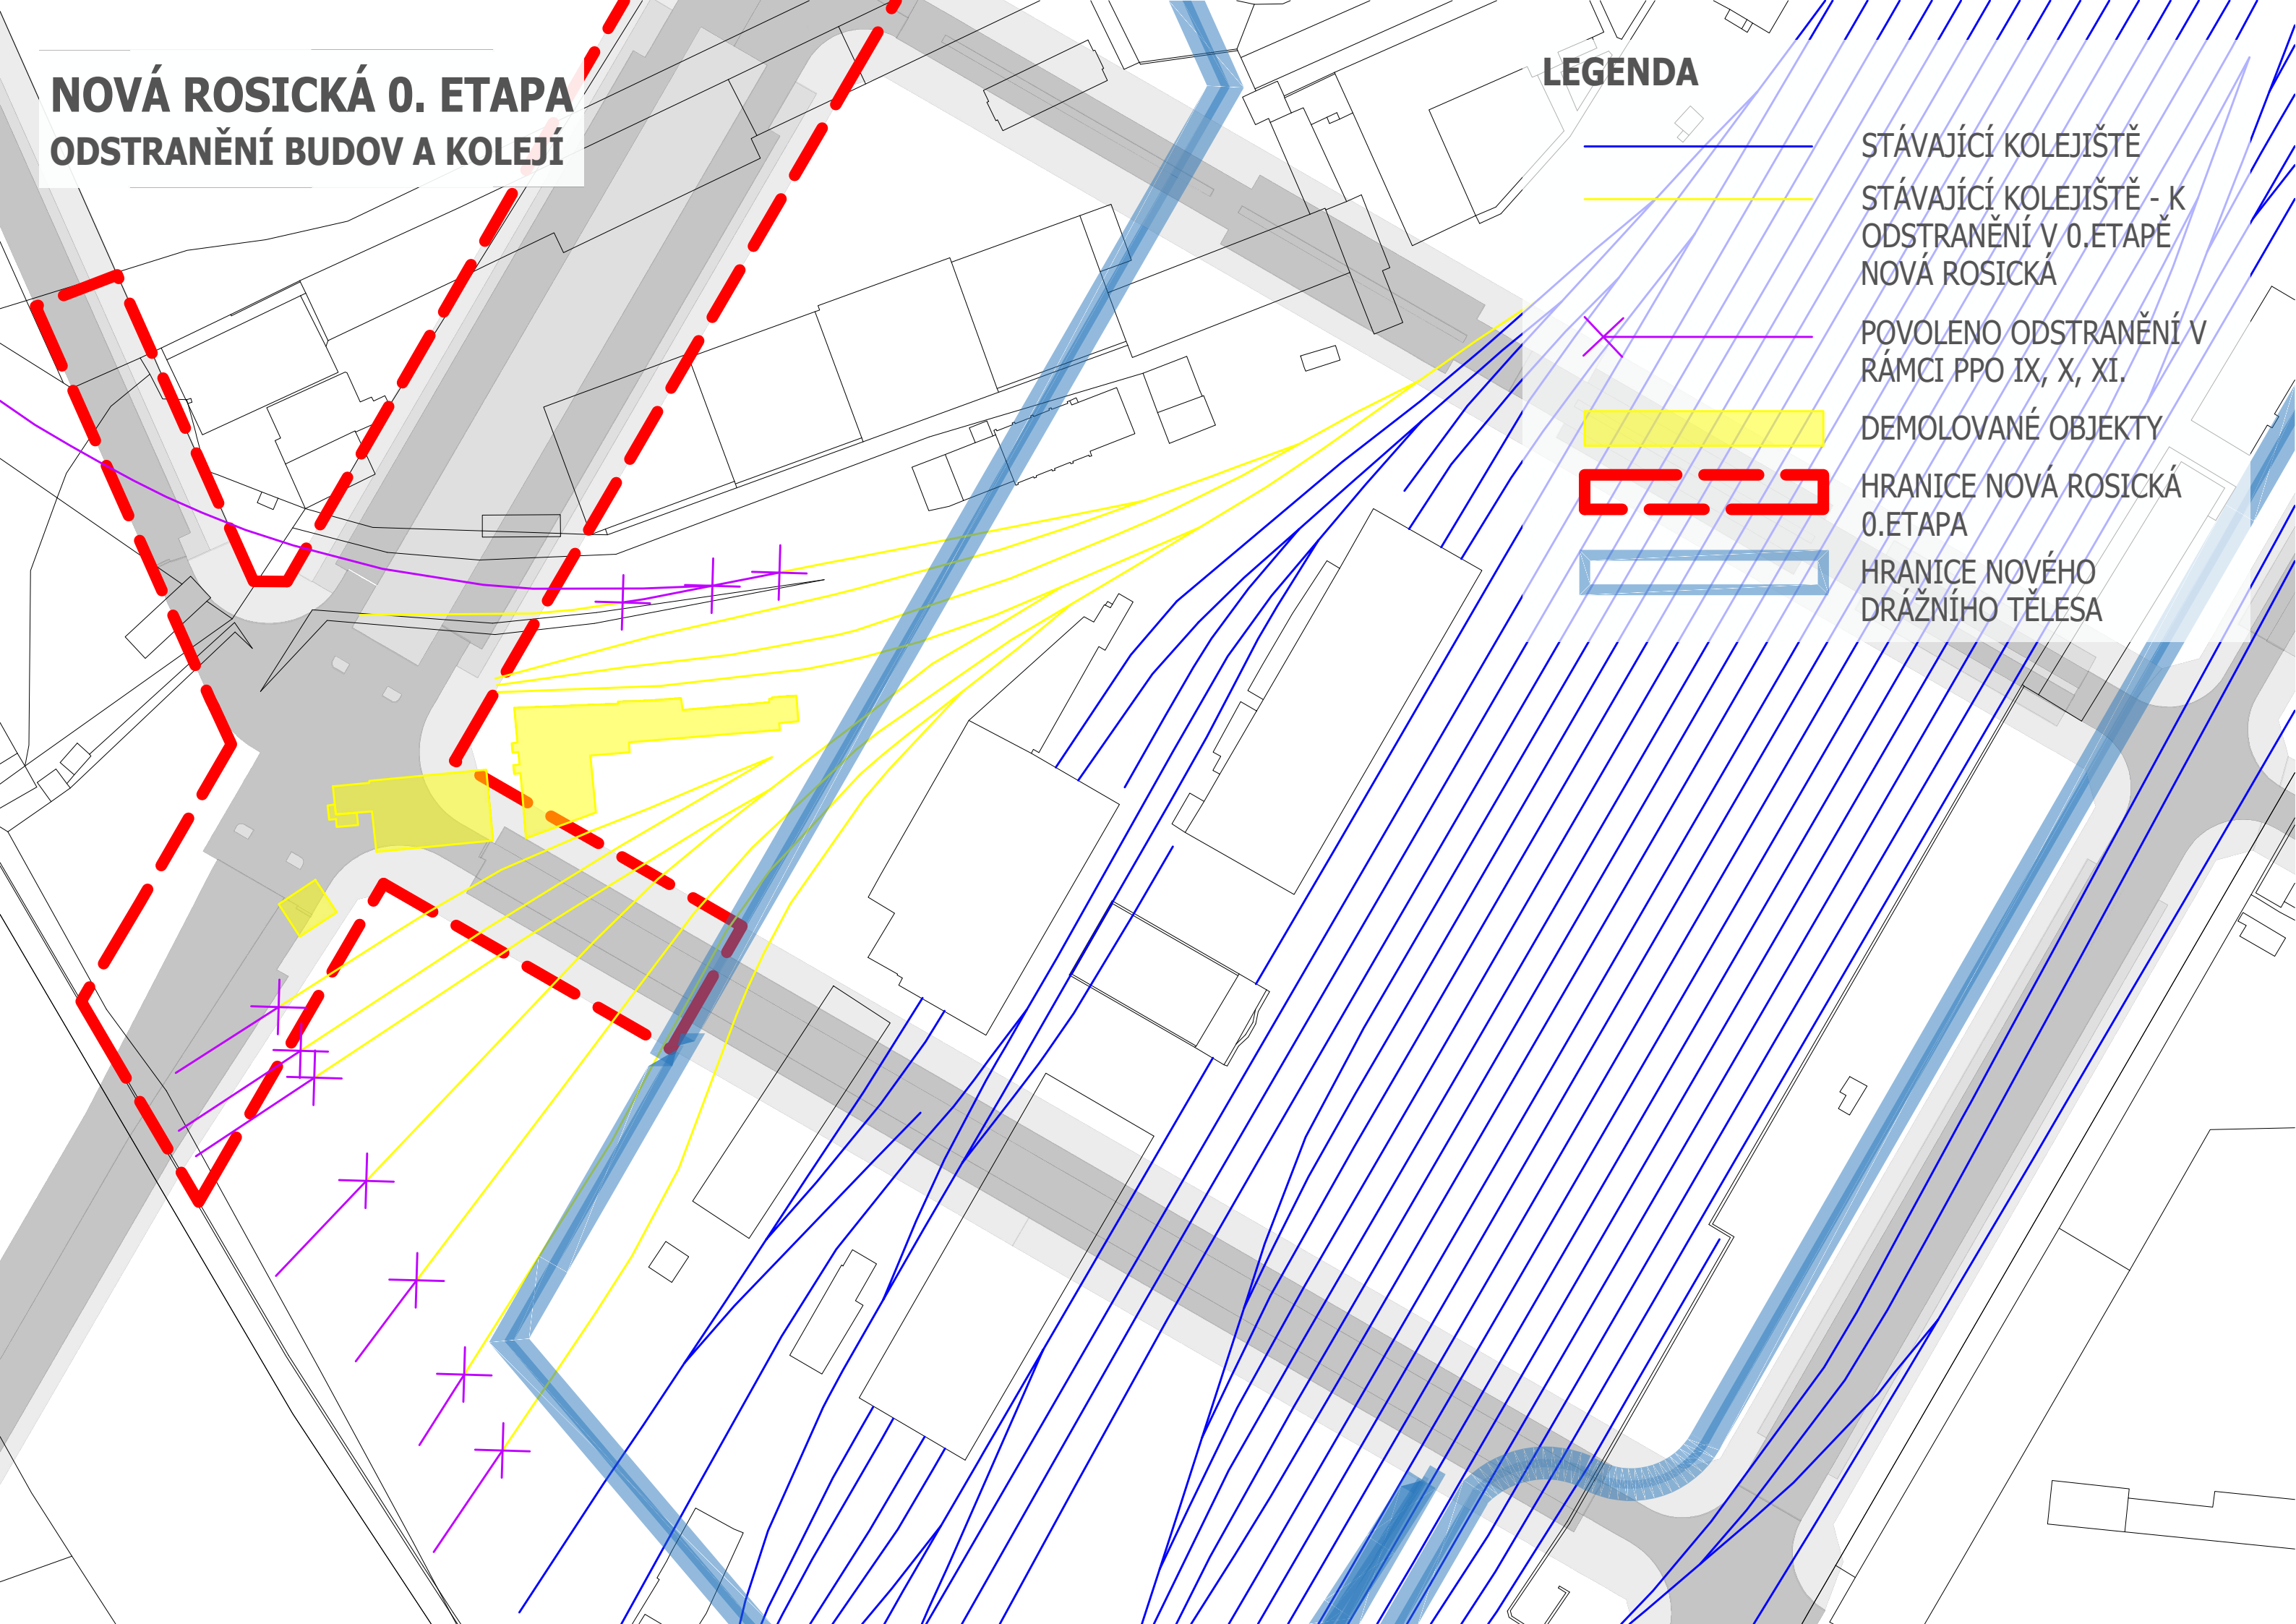 NOVÁ ROSICKÁ 0. ETAPA
ODSTRANĚNÍ BUDOV A KOLEJÍ
LEGENDA
STÁVAJÍCÍ KOLEJIŠTĚ
STÁVAJÍCÍ KOLEJIŠTĚ - K
ODSTRANĚNÍ V 0.ETAPĚ
NOVÁ ROSICKÁ
POVOLENO ODSTRANĚNÍ V
RÁMCI PPO IX, X, XI.
DEMOLOVANÉ OBJEKTY
HRANICE NOVÁ ROSICKÁ
0.ETAPA
HRANICE NOVÉHO
DRÁŽNÍHO TĚLESA